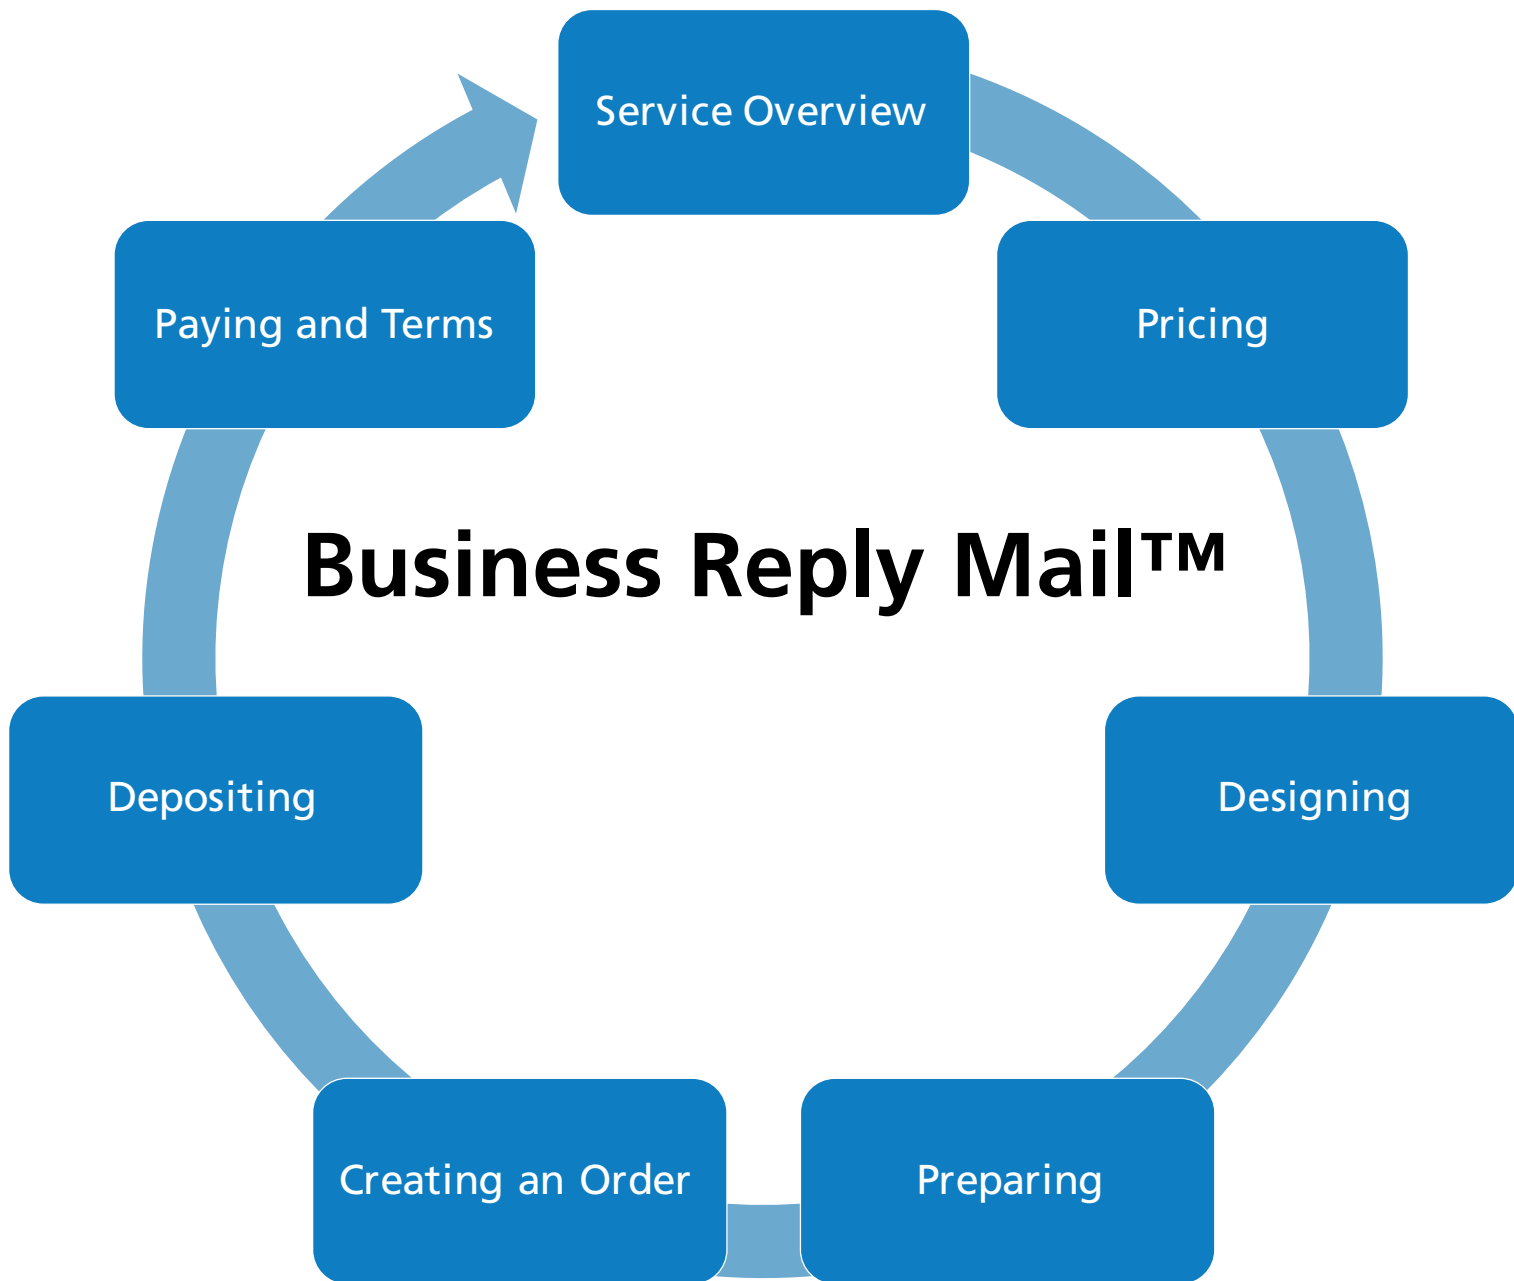 Service Overview
Pricing
Designing
Preparing
Creating an Order
Depositing
Paying and Terms
Business Reply Mail™